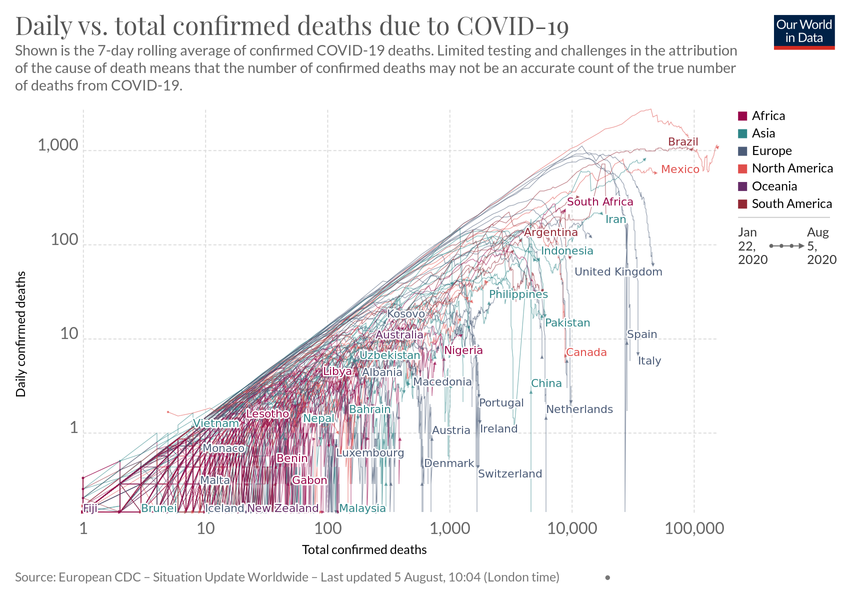 Daily vs. total confirmed deaths due to COVID-19
Our World
in Data
Shown is the 7-day rolling average of confirmed COVID-19 deaths. Limited testing and challenges in the attribution
of the cause of death means that the number of confirmed deaths may not be an accurate count of the true number
of deaths from COVID-19.
Africa
Asia
Europe
North America
Oceania
South America
Jan
22,
2020
Aug
5,
2020
Daily confirmed deaths
1,000
100
10
1
Brazil
Mexico
South Africa
Iran
Argentina
Indonesia
United Kingdom
Philippines
Kosovo
Pakistan
Australia
Spain
Nigeria
Canada
Uzbekistan
Italy
Libya
Albania
Macedonia
China
Portugal
Lesotho
Bahrain
Netherlands
Vietnam
Nepal
Austria
Ireland
Monaco
Luxembourg
Benin
Denmark
Malta
Gabon
Switzerland
Fiji
Brunei
Iceland
New Zealand
Malaysia
1
10
100
1,000
10,000
100,000
Total confirmed deaths
Source: European CDC – Situation Update Worldwide – Last updated 5 August, 10:04 (London time)